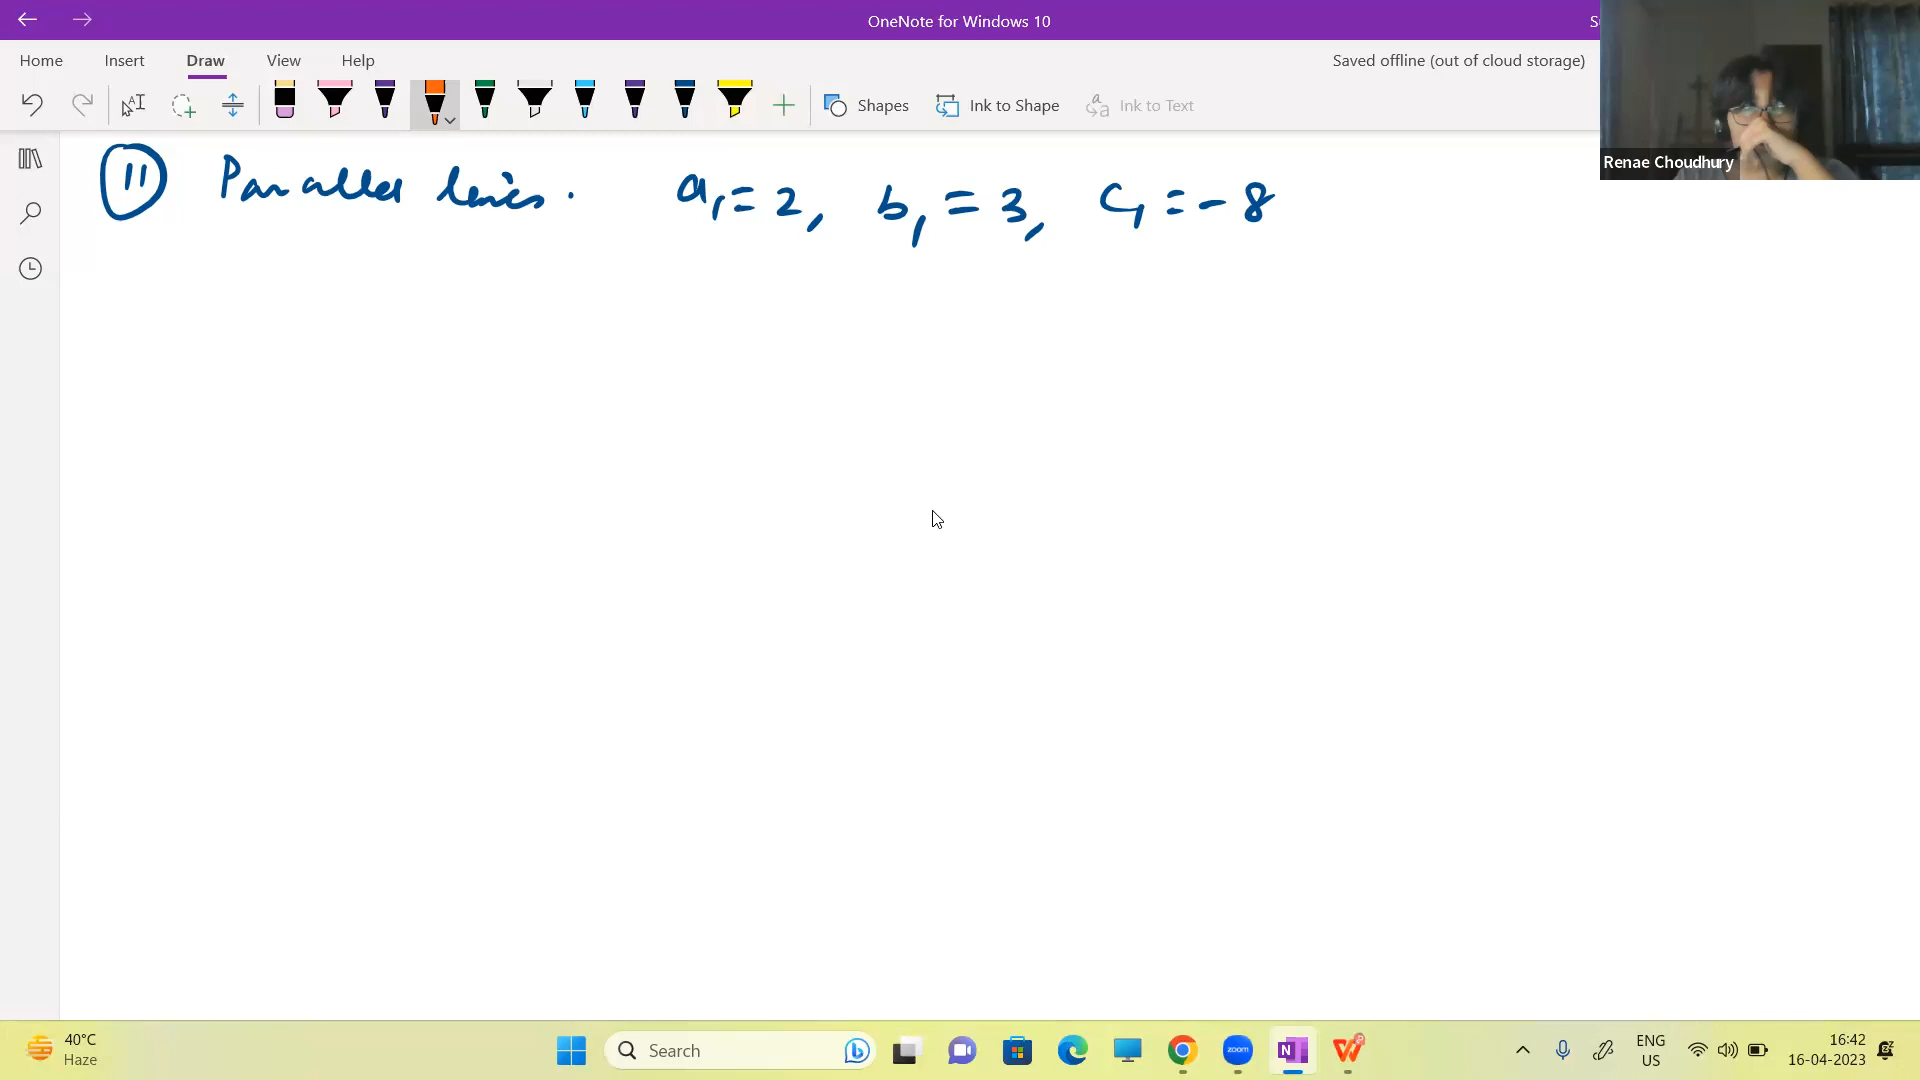 OneNote for Windows 10
Home Insert Draw View Help
Saved offline (out of cloud storage)
Shapes Ink to Shape Ink to Text
Renae Choudhury
11 Parallel lines. a₁ = 2, b₁ = 3, c₁ = -8
40°C
Haze
Search
zoom
N
W
ENG
US
16:42
16-04-2023